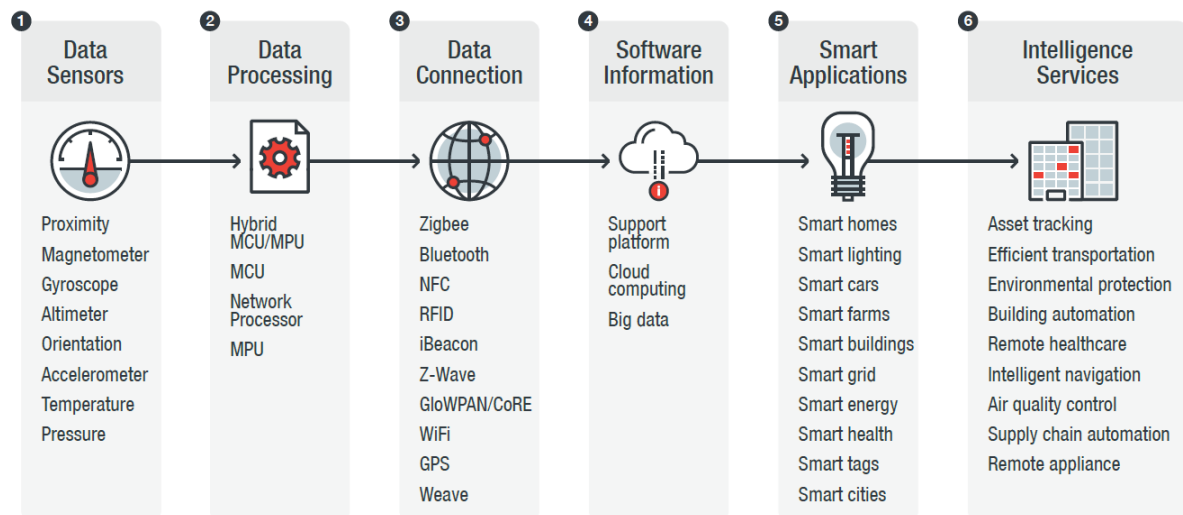 1
Data
Sensors
Proximity
Magnetometer
Gyroscope
Altimeter
Orientation
Accelerometer
Temperature
Pressure
2
Data
Processing
Hybrid
MCU/MPU
MCU
Network
Processor
MPU
3
Data
Connection
Zigbee
Bluetooth
NFC
RFID
iBeacon
Z-Wave
GloWPAN/CoRE
WiFi
GPS
Weave
4
Software
Information
i
Support
platform
Cloud
computing
Big data
5
Smart
Applications
Smart homes
Smart lighting
Smart cars
Smart farms
Smart buildings
Smart grid
Smart energy
Smart health
Smart tags
Smart cities
6
Intelligence
Services
Asset tracking
Efficient transportation
Environmental protection
Building automation
Remote healthcare
Intelligent navigation
Air quality control
Supply chain automation
Remote appliance